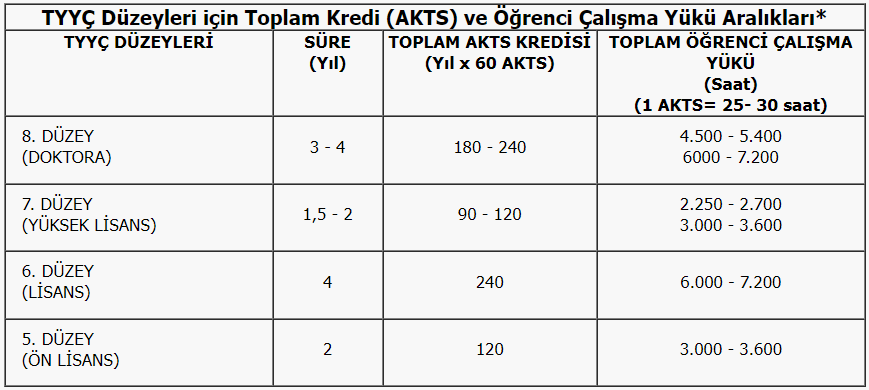 TYYÇ Düzeyleri için Toplam Kredi (AKTS) ve Öğrenci Çalışma Yükü Aralıkları*
TYYÇ DÜZEYLERİ
SÜRE
(Yıl)
TOPLAM AKTS KREDİSİ
(Yıl x 60 AKTS)
TOPLAM ÖĞRENCİ ÇALIŞMA
YÜKÜ
(Saat)
(1 AKTS= 25- 30 saat)
8. DÜZEY
(DOKTORA)
3 - 4
180 - 240
4.500 - 5.400
6000 - 7.200
7. DÜZEY
(YÜKSEK LİSANS)
1,5 - 2
90 - 120
2.250 - 2.700
3.000 - 3.600
6. DÜZEY
(LİSANS)
4
240
6.000 - 7.200
5. DÜZEY
(ÖN LİSANS)
2
120
3.000 - 3.600